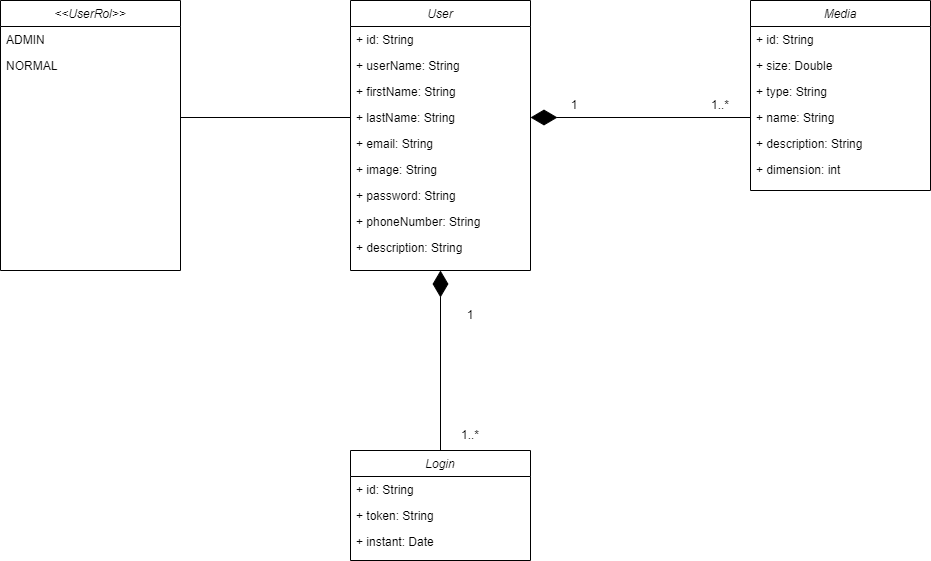 <<UserRol>>
ADMIN
NORMAL
User
+ id: String
+ userName: String
+ firstName: String
+ lastName: String
+ email: String
+ image: String
+ password: String
+ phoneNumber: String
+ description: String
1
1..*
Media
+ id: String
+ size: Double
+ type: String
+ name: String
+ description: String
+ dimension: int
1
1..*
Login
+ id: String
+ token: String
+ instant: Date